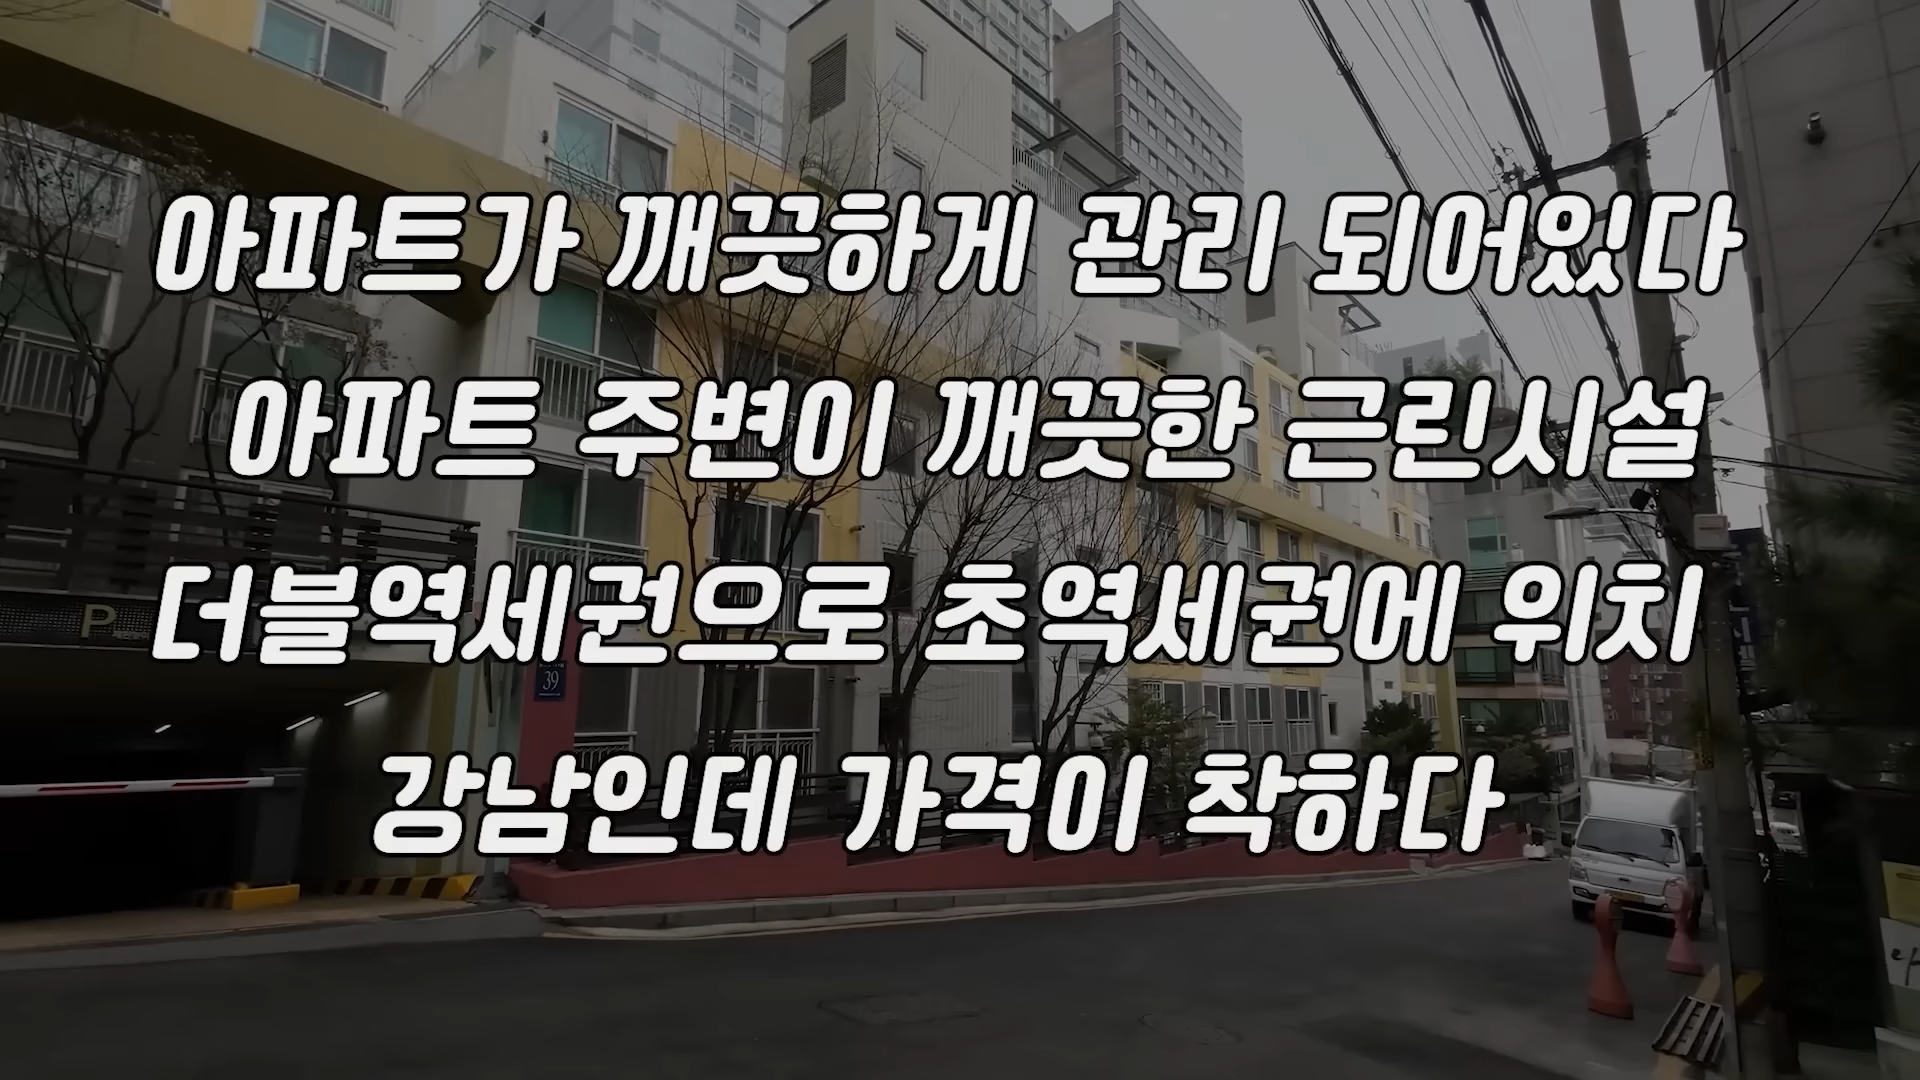 아파트가 깨끗하게 관리 되어있다
아파트 주변이 깨끗한 근린시설
더블역세권으로 초역세권에 위치
강남인데 가격이 착하다
P
39